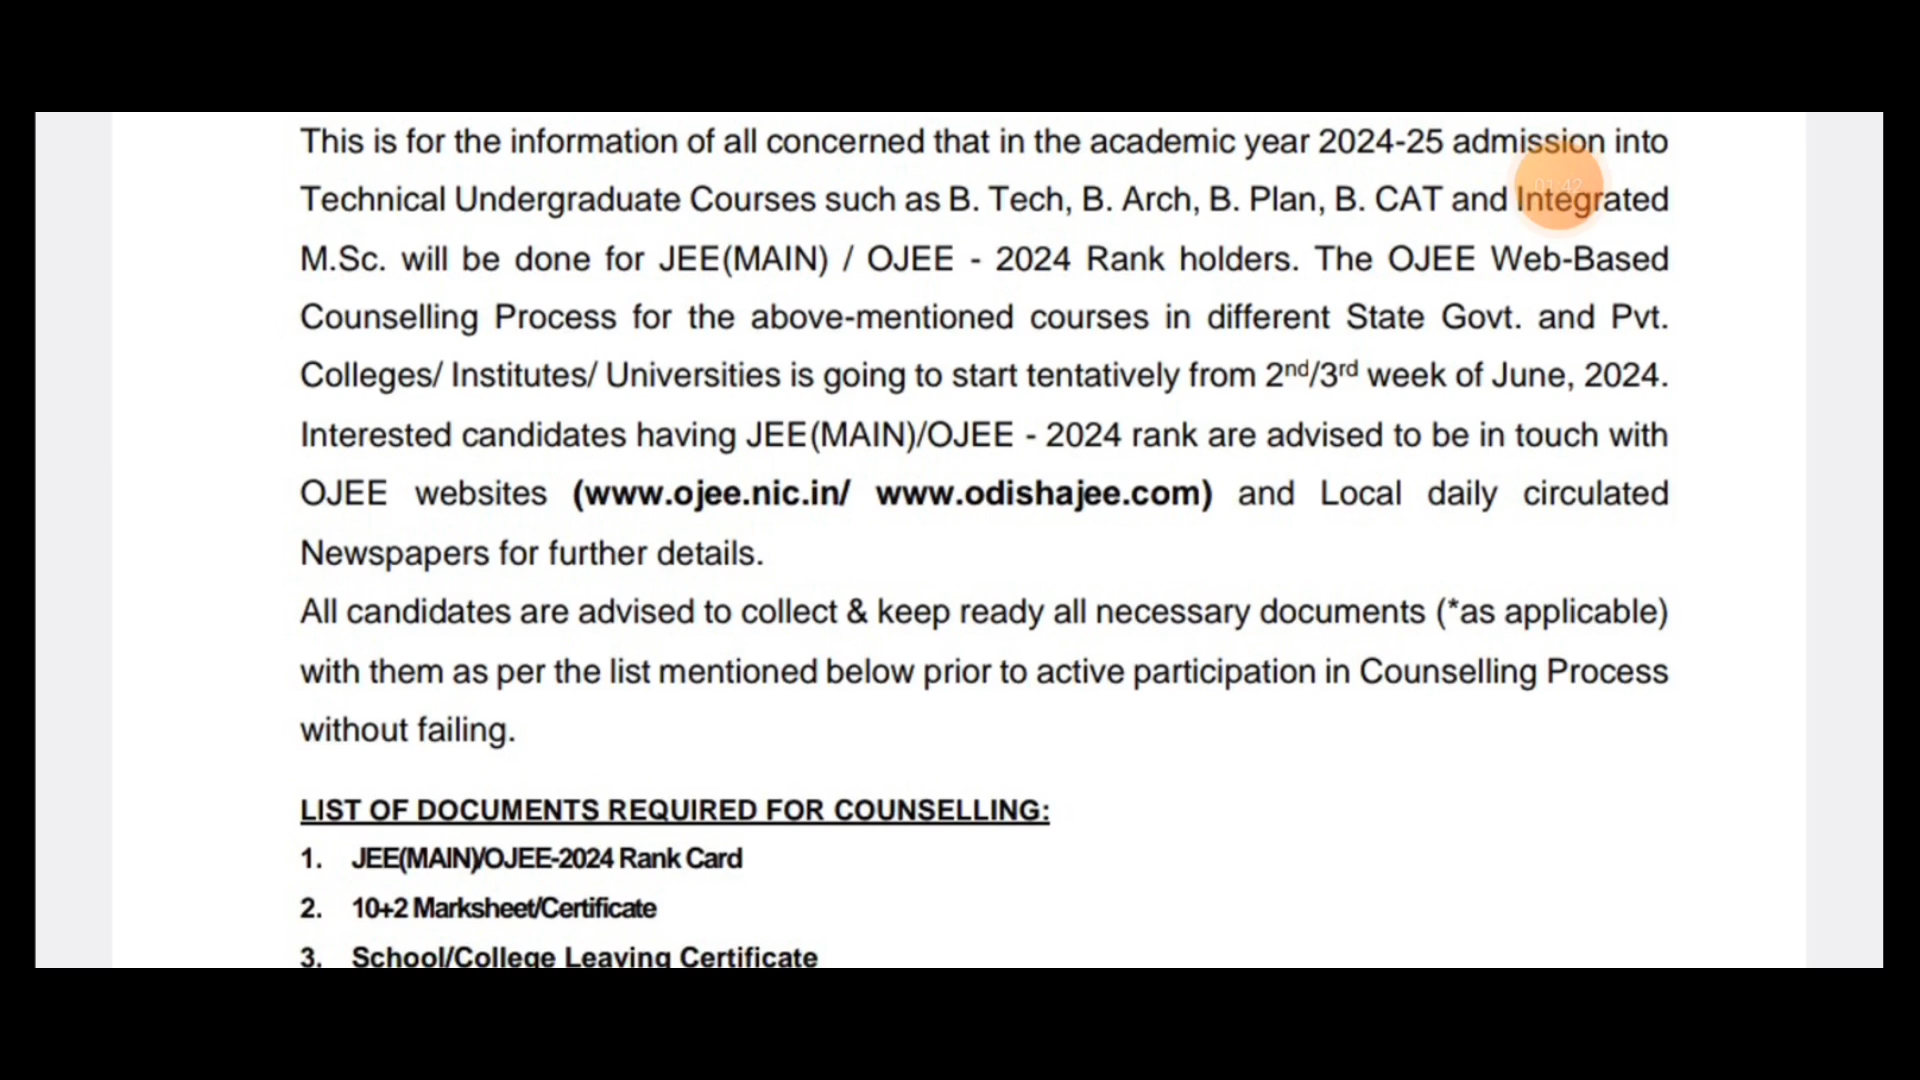 This is for the information of all concerned that in the academic year 2024-25 admission into
Technical Undergraduate Courses such as B. Tech, B. Arch, B. Plan, B. CAT and Integrated
M.Sc. will be done for JEE(MAIN) / OJEE - 2024 Rank holders. The OJEE Web-Based
Counselling Process for the above-mentioned courses in different State Govt. and Pvt.
Colleges/ Institutes/ Universities is going to start tentatively from 2nd/3rd week of June, 2024.
Interested candidates having JEE(MAIN)/OJEE - 2024 rank are advised to be in touch with
OJEE websites (www.ojee.nic.in/ www.odishajee.com) and Local daily circulated
Newspapers for further details.
All candidates are advised to collect & keep ready all necessary documents (*as applicable)
with them as per the list mentioned below prior to active participation in Counselling Process
without failing.
LIST OF DOCUMENTS REQUIRED FOR COUNSELLING:
1. JEE(MAIN)/OJEE-2024 Rank Card
2. 10+2 Marksheet/Certificate
3. School/College Leaving Certificate
01:42